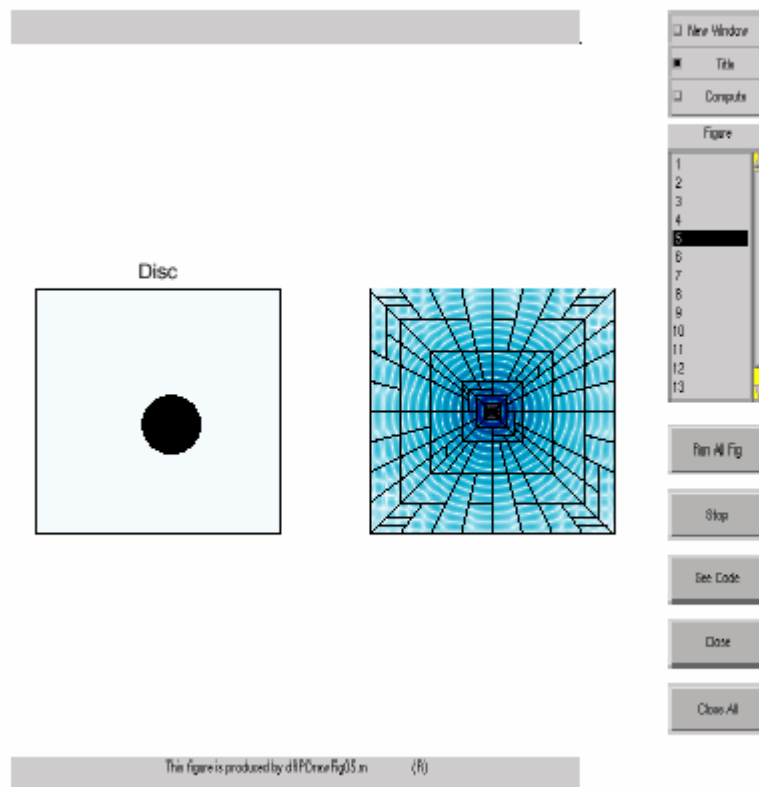 New Window
Title
Compute
Figure
1
2
3
4
5
6
7
8
9
10
11
12
13
Disc
Run All Fig
Stop
See Code
Close
Close All
This figure is produced by (R)